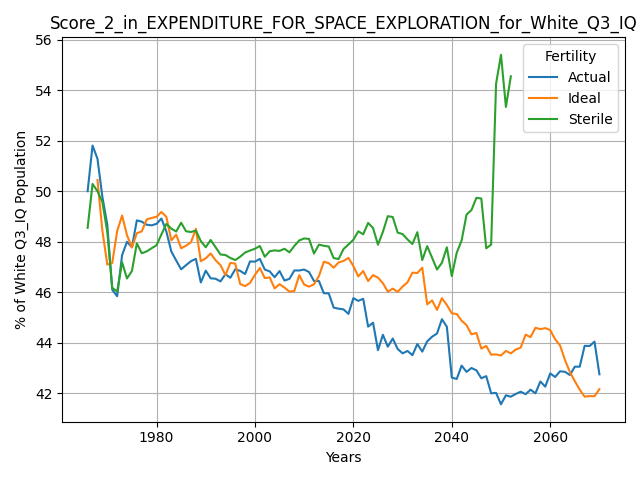 Score_2_in_EXPENDITURE_FOR_SPACE_EXPLORATION_for_White_Q3_IQ
56
54
52
50
48
46
44
42
% of White Q3_IQ Population
Fertility
Actual
Ideal
Sterile
1980
2000
2020
2040
2060
Years